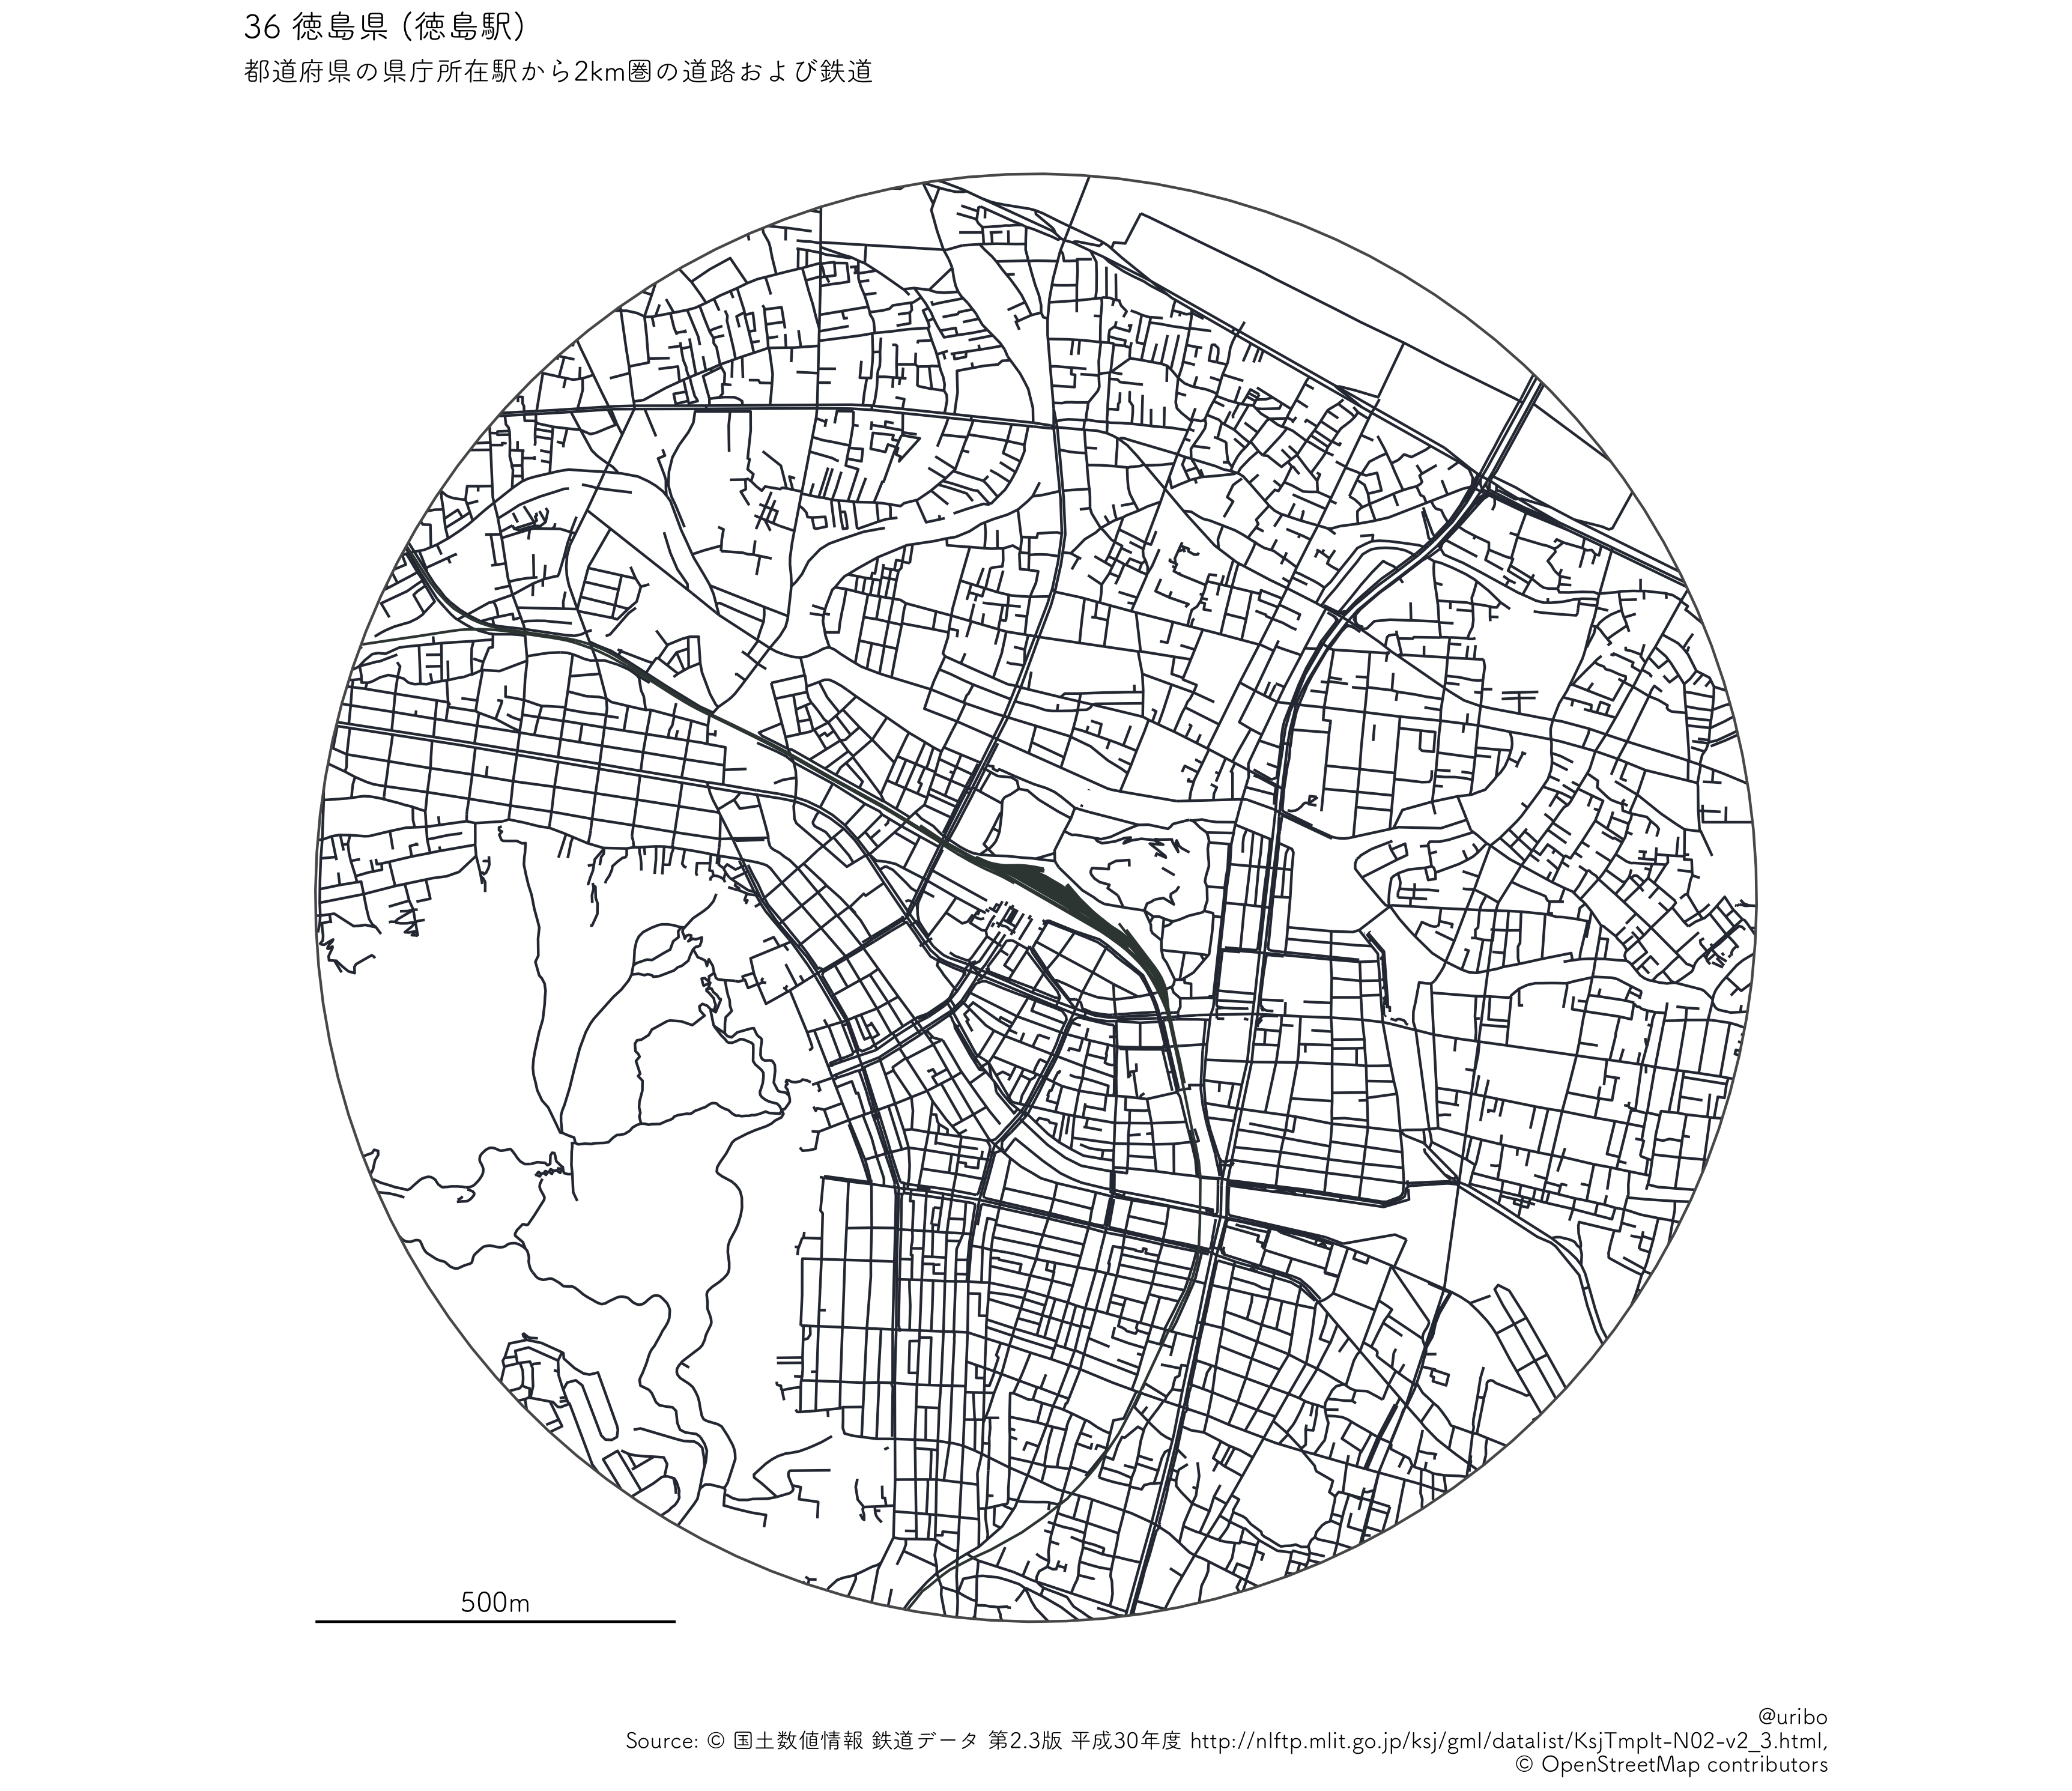 36 徳島県 (徳島駅)
都道府県の県庁所在駅から2km圏の道路および鉄道
500m
@uribo
Source: © 国土数値情報 鉄道データ 第2.3版 平成30年度 http://nlftp.mlit.go.jp/ksj/gml/datalist/KsjTmplt-N02-v2_3.html,
© OpenStreetMap contributors